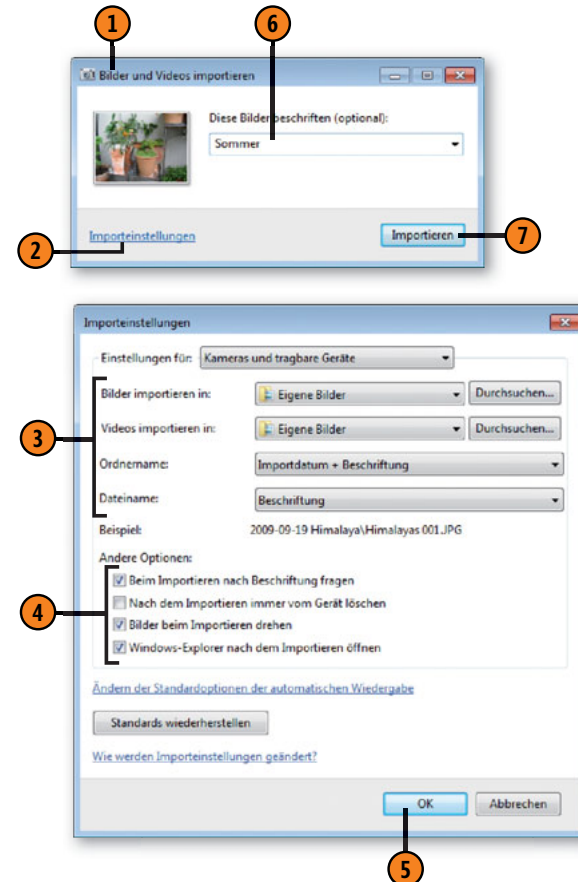 1
6
Bilder und Videos importieren
Diese Bilder beschriften (optional):
Sommer
2
Importeinstellungen
Importieren
7
Importeinstellungen
Einstellungen für: Kameras und tragbare Geräte
3
Bilder importieren in: Eigene Bilder Durchsuchen...
Videos importieren in: Eigene Bilder Durchsuchen...
Ordnername: Importdatum + Beschriftung
Dateiname: Beschriftung
Beispiel: 2009-09-19 Himalaya\Himalayas 001.JPG
Andere Optionen:
4
Beim Importieren nach Beschriftung fragen
Nach dem Importieren immer vom Gerät löschen
Bilder beim Importieren drehen
Windows-Explorer nach dem Importieren öffnen
Ändern der Standardoptionen der automatischen Wiedergabe
Standards wiederherstellen
Wie werden Importeinstellungen geändert?
OK Abbrechen
5